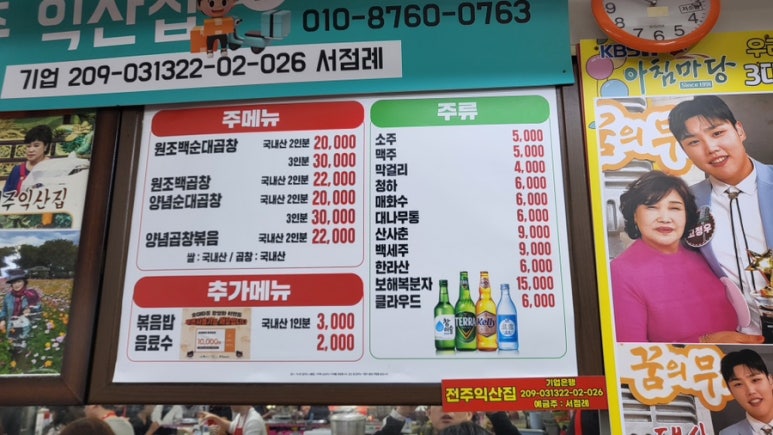 주 익산집
010-8760-0763
기업 209-031322-02-026 서점례
주메뉴
원조백순대곱창 국내산 2인분 20,000
3인분 30,000
원조백곱창 국내산 2인분 22,000
양념순대곱창 국내산 2인분 20,000
3인분 30,000
양념곱창볶음 국내산 2인분 22,000
쌀 : 국내산 / 곱창 : 국내산
추가메뉴
볶음밥 국내산 1인분 3,000
음료수 2,000
10,000
주류
소주 5,000
맥주 5,000
막걸리 4,000
청하 6,000
매화수 6,000
대나무통 6,000
산사춘 9,000
백세주 9,000
한라산 6,000
보해복분자 15,000
클라우드 6,000
TERRA
Kelly
전주익산집
기업은행
209-031322-02-026
예금주 : 서점례
주익산집
KBS
아침마당
Since 1991
꿈의 무
꿈의 무